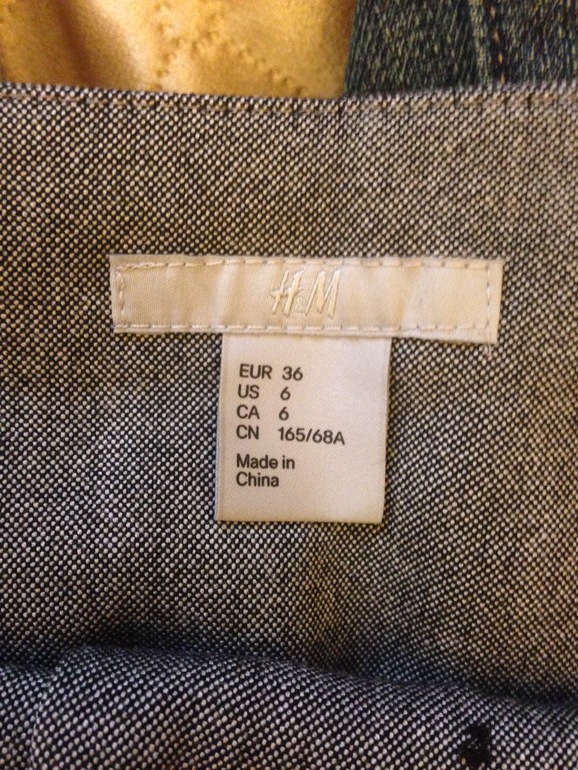 H&M
EUR 36
US 6
CA 6
CN 165/68A
Made in
China